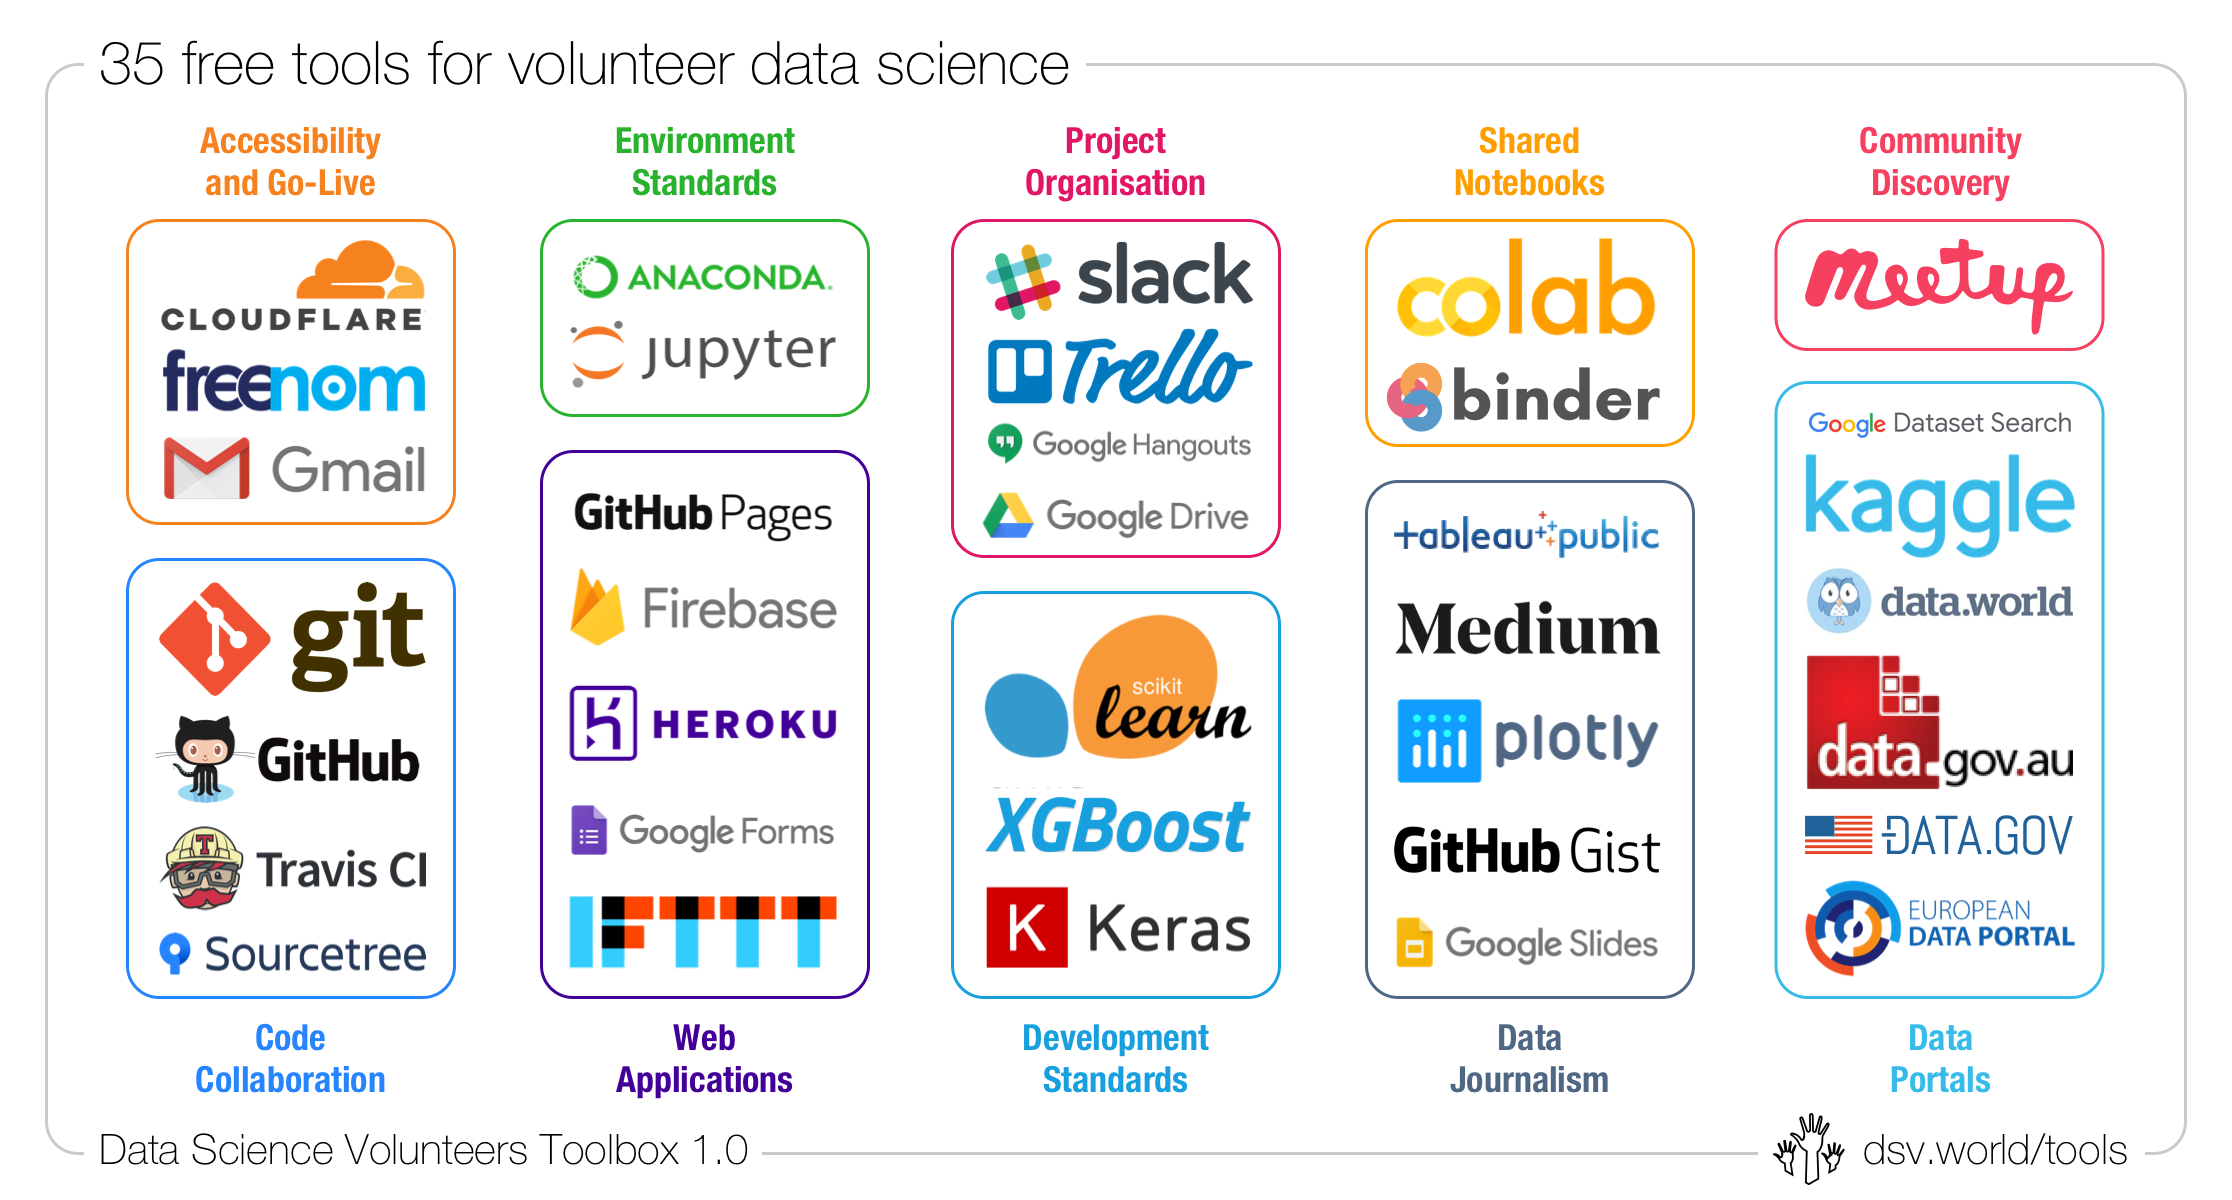 35 free tools for volunteer data science
Accessibility
and Go-Live
CLOUDFLARE
freenom
Gmail
git
GitHub
Travis CI
Sourcetree
Code
Collaboration
Environment
Standards
ANACONDA.
jupyter
GitHub Pages
Firebase
HEROKU
Google Forms
IFTTT
Web
Applications
Project
Organisation
slack
Trello
Google Hangouts
Google Drive
scikit
learn
XGBoost
K Keras
Development
Standards
Shared
Notebooks
colab
binder
+ableau public
Medium
plotly
GitHub Gist
Google Slides
Data
Journalism
Community
Discovery
Meetup
Google Dataset Search
kaggle
data.world
data.gov.au
DATA.GOV
EUROPEAN
DATA PORTAL
Data
Portals
Data Science Volunteers Toolbox 1.0
dsv.world/tools